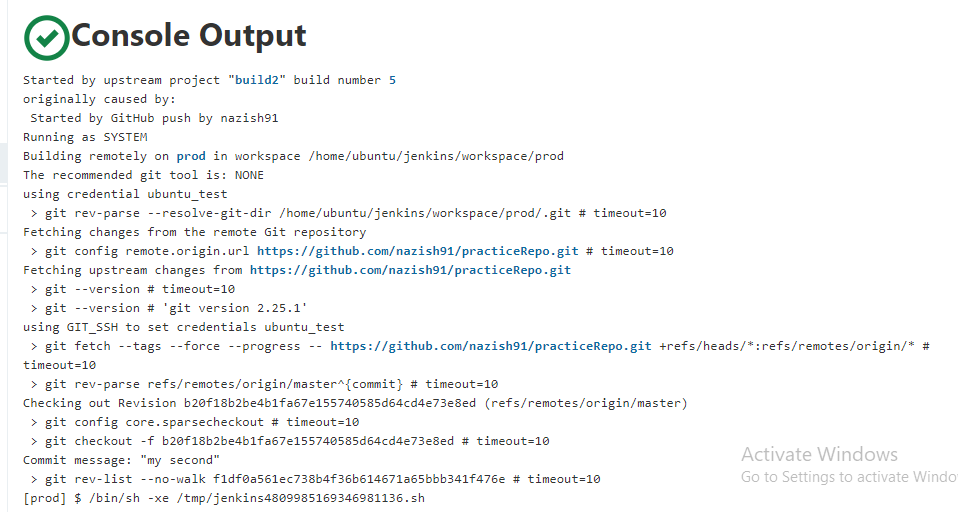 Console Output
Started by upstream project "build2" build number 5
originally caused by:
Started by GitHub push by nazish91
Running as SYSTEM
Building remotely on prod in workspace /home/ubuntu/jenkins/workspace/prod
The recommended git tool is: NONE
using credential ubuntu_test
> git rev-parse --resolve-git-dir /home/ubuntu/jenkins/workspace/prod/.git # timeout=10
Fetching changes from the remote Git repository
> git config remote.origin.url https://github.com/nazish91/practiceRepo.git # timeout=10
Fetching upstream changes from https://github.com/nazish91/practiceRepo.git
> git --version # timeout=10
> git --version # 'git version 2.25.1'
using GIT_SSH to set credentials ubuntu_test
> git fetch --tags --force --progress -- https://github.com/nazish91/practiceRepo.git +refs/heads/*:refs/remotes/origin/* #
timeout=10
> git rev-parse refs/remotes/origin/master^{commit} # timeout=10
Checking out Revision b20f18b2be4b1fa67e155740585d64cd4e73e8ed (refs/remotes/origin/master)
> git config core.sparsecheckout # timeout=10
> git checkout -f b20f18b2be4b1fa67e155740585d64cd4e73e8ed # timeout=10
Commit message: "my second"
> git rev-list --no-walk f1df0a561ec738b4f36b614671a65bbb341f476e # timeout=10
[prod] $ /bin/sh -xe /tmp/jenkins4809985169346981136.sh
Activate Windows
Go to Settings to activate Windo